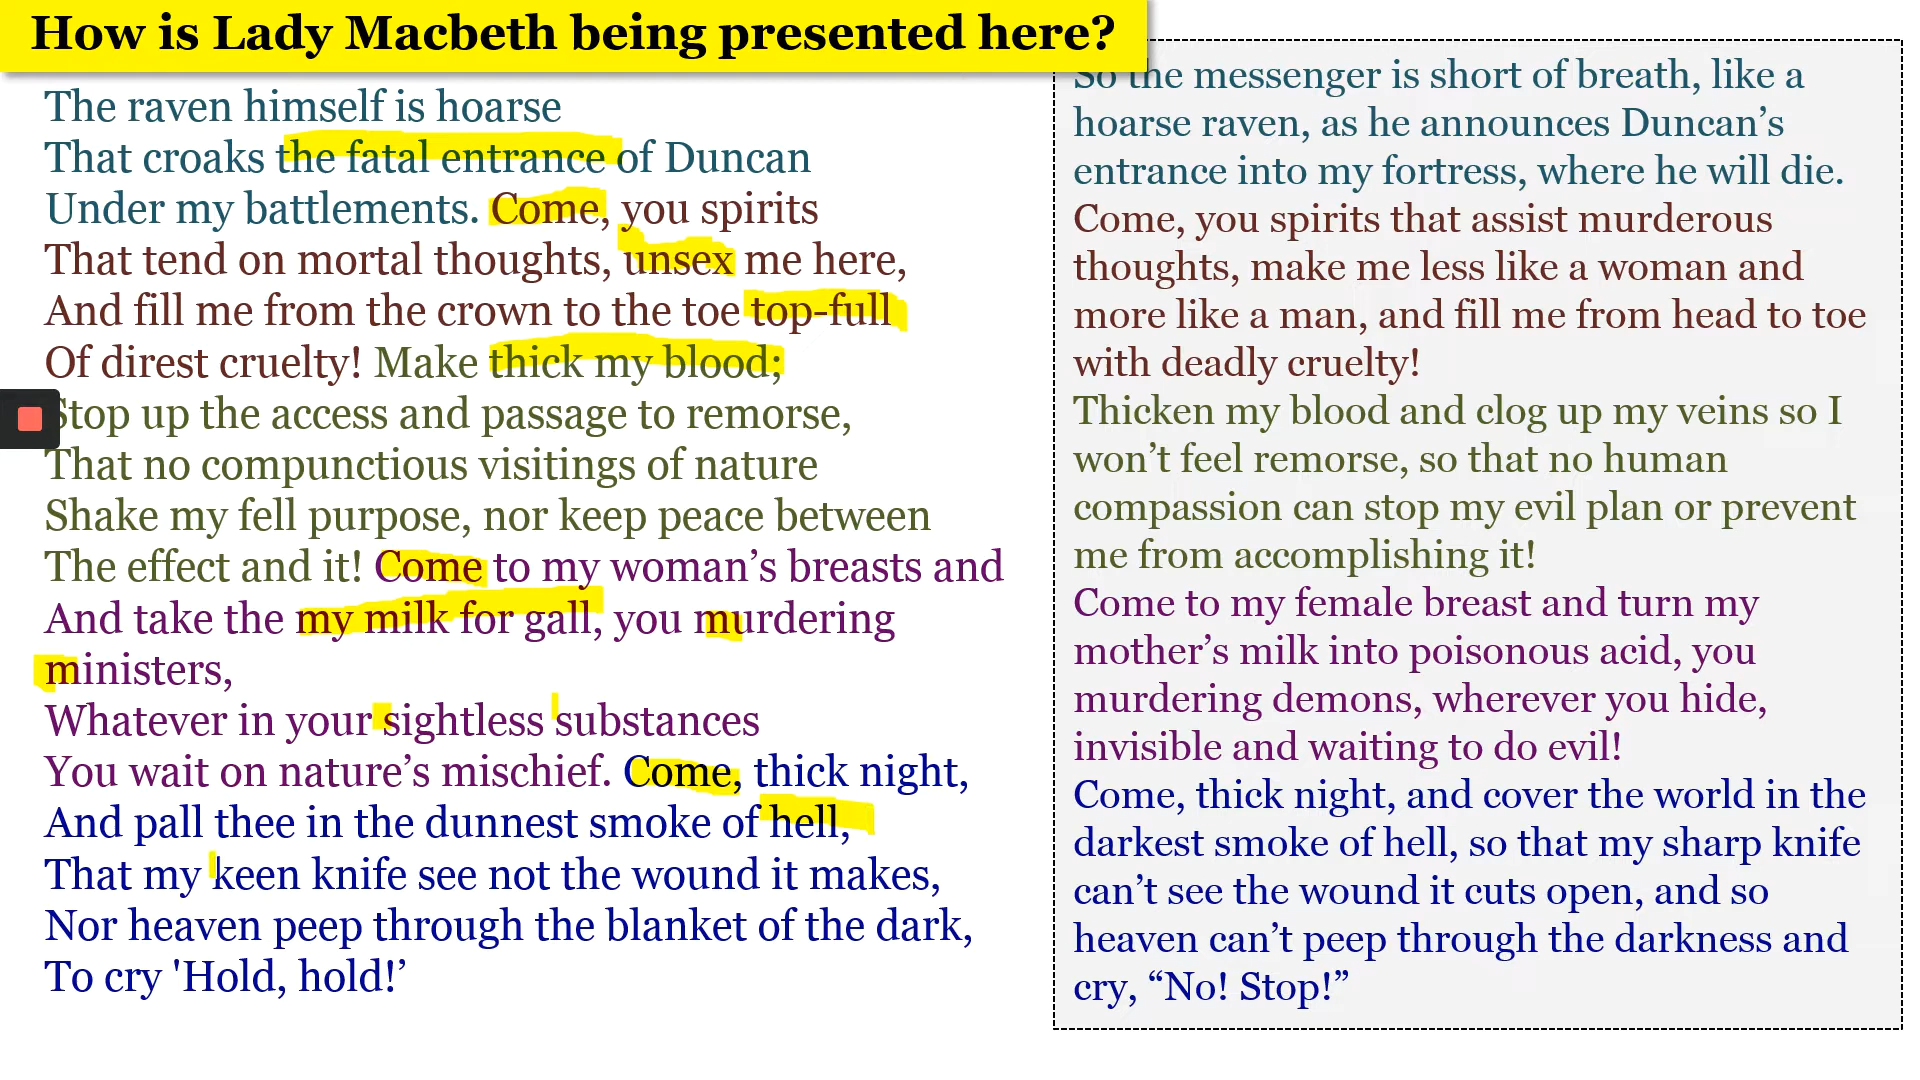 How is Lady Macbeth being presented here?
The raven himself is hoarse
That croaks the fatal entrance of Duncan
Under my battlements. Come, you spirits
That tend on mortal thoughts, unsex me here,
And fill me from the crown to the toe top-full
Of direst cruelty! Make thick my blood;
Stop up the access and passage to remorse,
That no compunctious visitings of nature
Shake my fell purpose, nor keep peace between
The effect and it! Come to my woman’s breasts and
And take the my milk for gall, you murdering
ministers,
Whatever in your sightless substances
You wait on nature’s mischief. Come, thick night,
And pall thee in the dunnest smoke of hell,
That my keen knife see not the wound it makes,
Nor heaven peep through the blanket of the dark,
To cry 'Hold, hold!’
So the messenger is short of breath, like a
hoarse raven, as he announces Duncan’s
entrance into my fortress, where he will die.
Come, you spirits that assist murderous
thoughts, make me less like a woman and
more like a man, and fill me from head to toe
with deadly cruelty!
Thicken my blood and clog up my veins so I
won’t feel remorse, so that no human
compassion can stop my evil plan or prevent
me from accomplishing it!
Come to my female breast and turn my
mother’s milk into poisonous acid, you
murdering demons, wherever you hide,
invisible and waiting to do evil!
Come, thick night, and cover the world in the
darkest smoke of hell, so that my sharp knife
can’t see the wound it cuts open, and so
heaven can’t peep through the darkness and
cry, “No! Stop!”